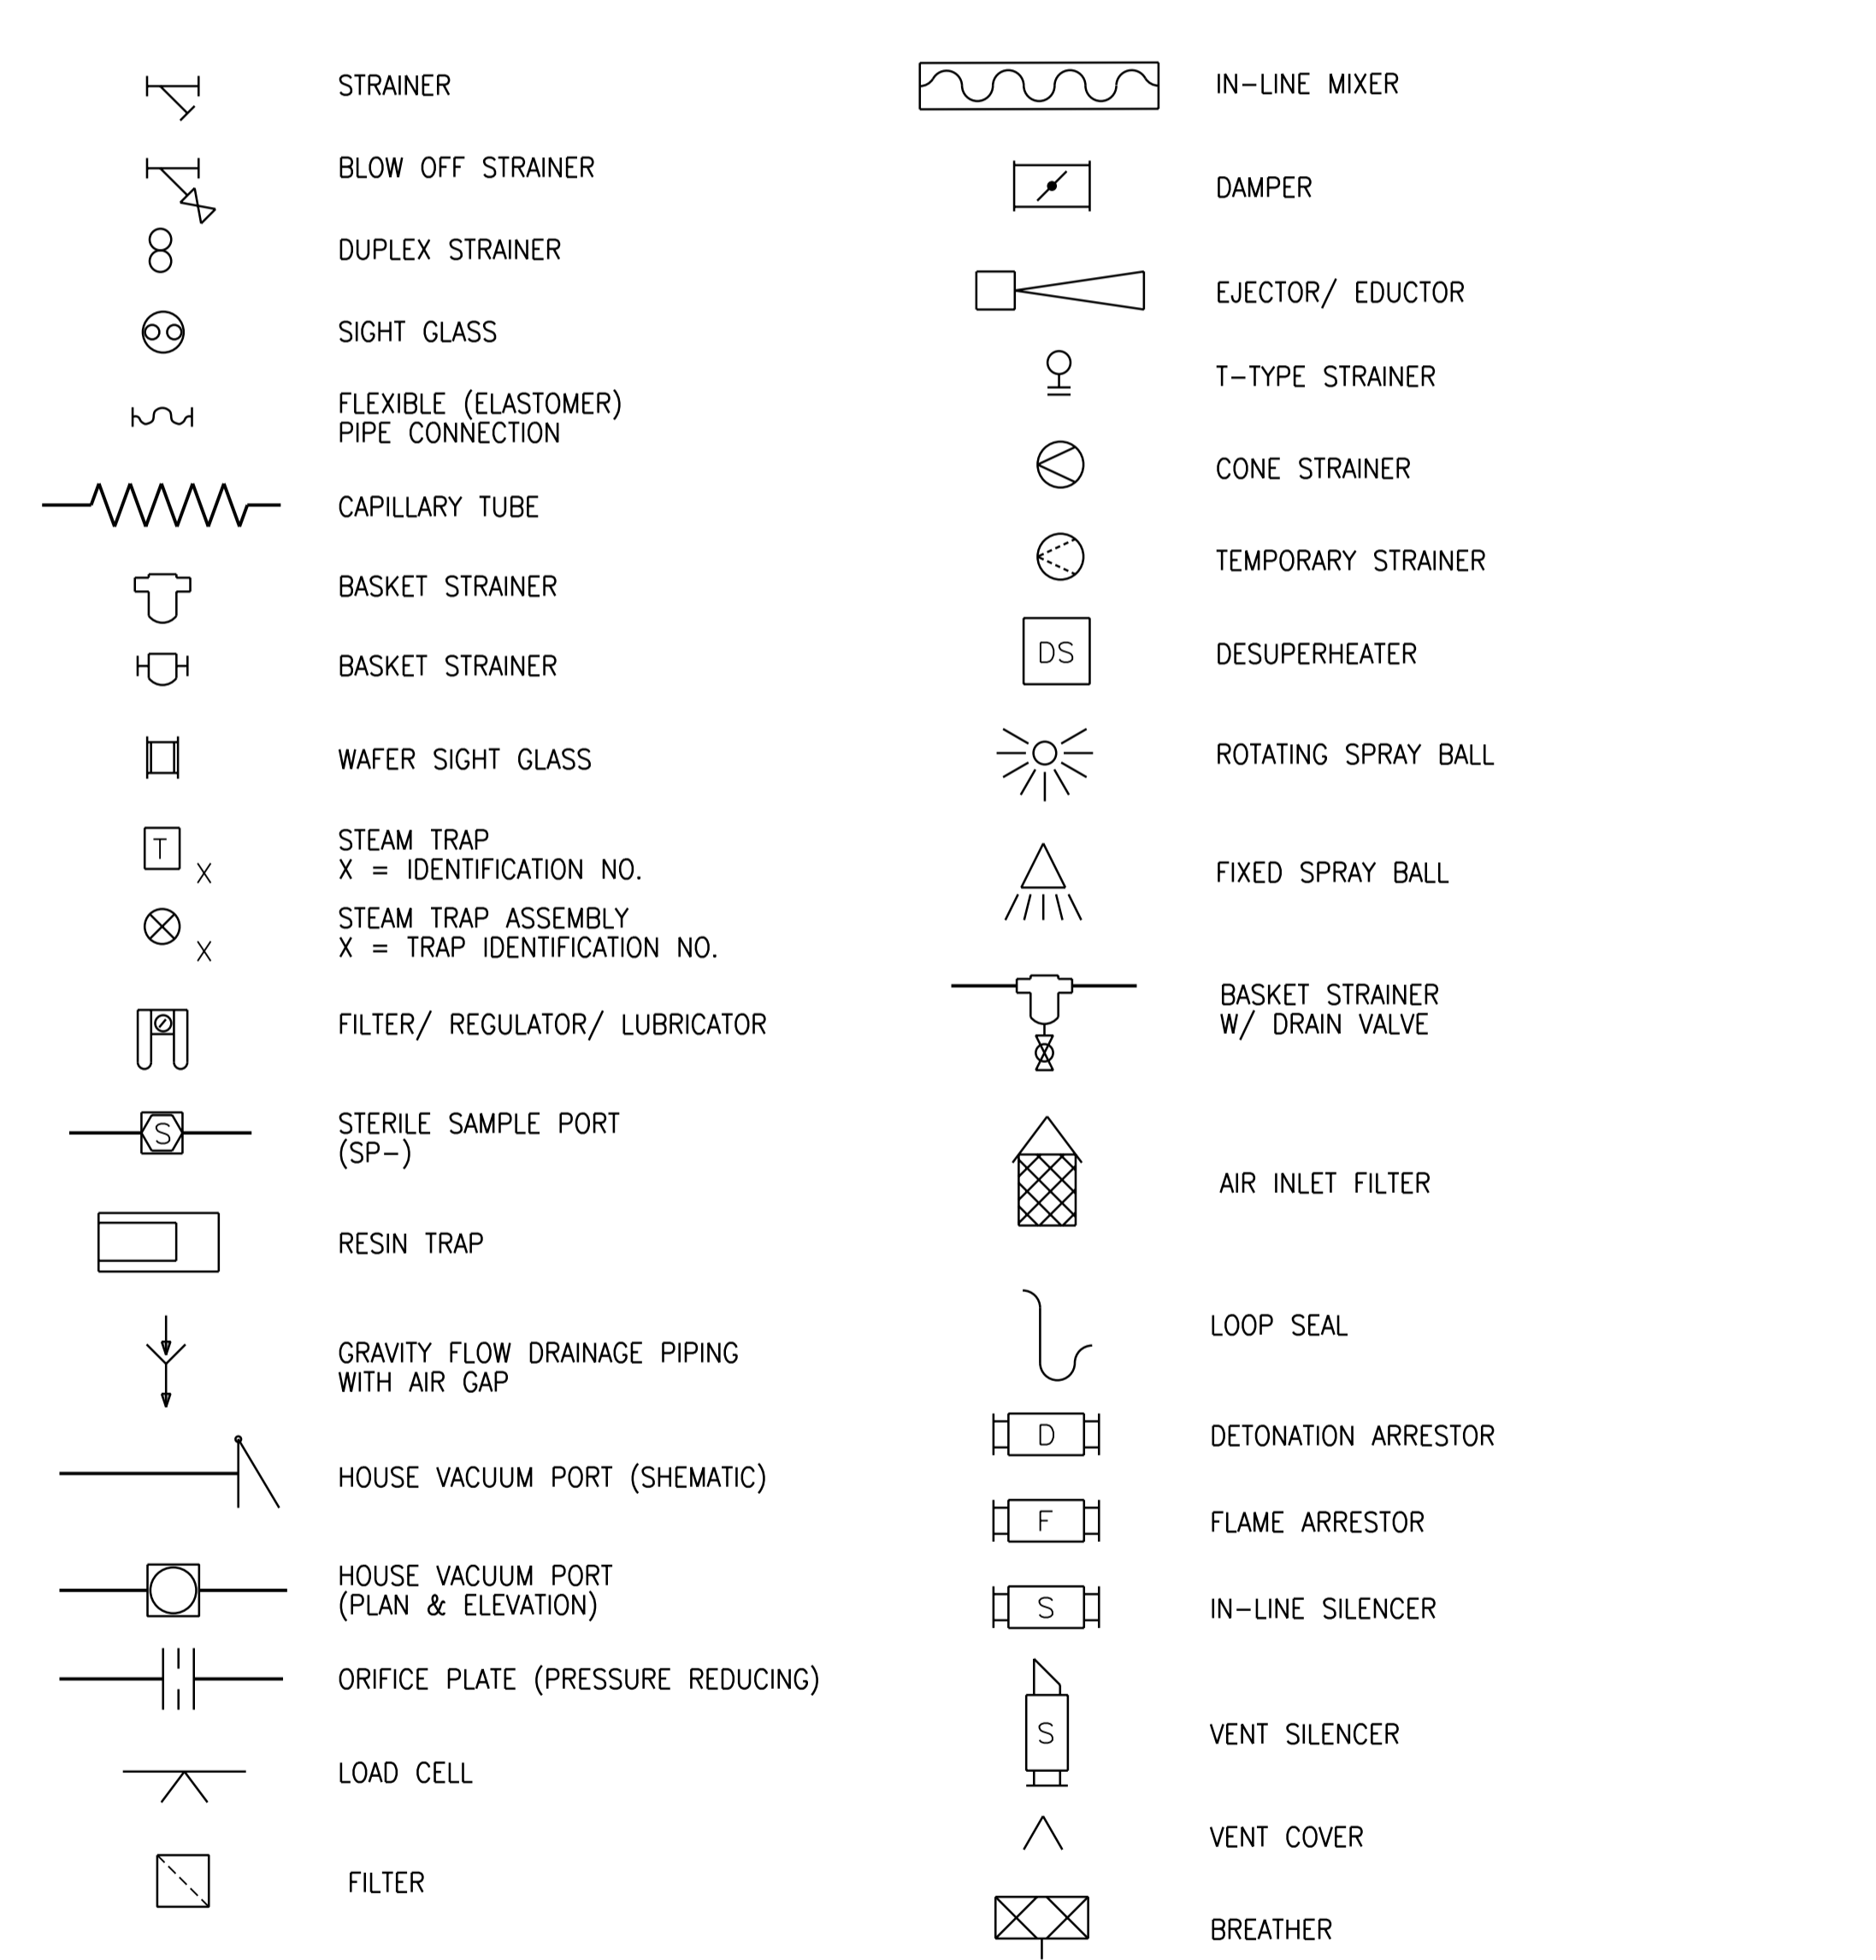 STRAINER
BLOW OFF STRAINER
DUPLEX STRAINER
SIGHT GLASS
FLEXIBLE (ELASTOMER)
PIPE CONNECTION
CAPILLARY TUBE
BASKET STRAINER
BASKET STRAINER
WAFER SIGHT GLASS
T
X
STEAM TRAP
X = IDENTIFICATION NO.
X
STEAM TRAP ASSEMBLY
X = TRAP IDENTIFICATION NO.
FILTER/ REGULATOR/ LUBRICATOR
S
STERILE SAMPLE PORT
(SP-)
RESIN TRAP
GRAVITY FLOW DRAINAGE PIPING
WITH AIR GAP
HOUSE VACUUM PORT (SHEMATIC)
HOUSE VACUUM PORT
(PLAN & ELEVATION)
ORIFICE PLATE (PRESSURE REDUCING)
LOAD CELL
FILTER
IN-LINE MIXER
DAMPER
EJECTOR/ EDUCTOR
T-TYPE STRAINER
CONE STRAINER
TEMPORARY STRAINER
DS
DESUPERHEATER
ROTATING SPRAY BALL
FIXED SPRAY BALL
BASKET STRAINER
W/ DRAIN VALVE
AIR INLET FILTER
LOOP SEAL
D
DETONATION ARRESTOR
F
FLAME ARRESTOR
S
IN-LINE SILENCER
S
VENT SILENCER
VENT COVER
BREATHER